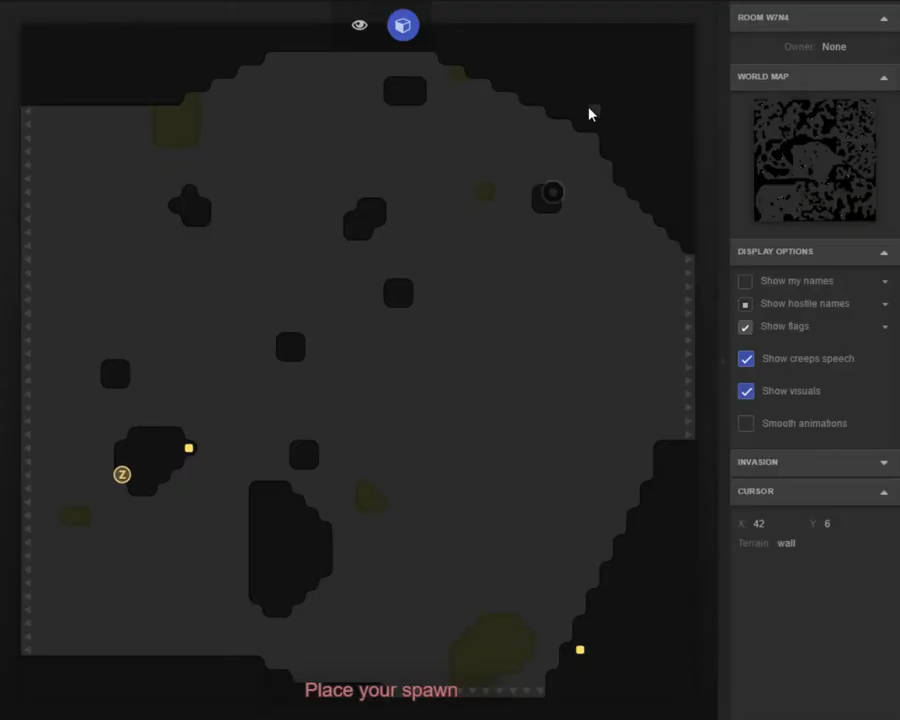 ROOM W7N4
Owner: None
WORLD MAP
DISPLAY OPTIONS
Show my names
Show hostile names
Show flags
Show creeps speech
Show visuals
Smooth animations
INVASION
CURSOR
X: 42 Y: 6
Terrain: wall
Z
Place your spawn